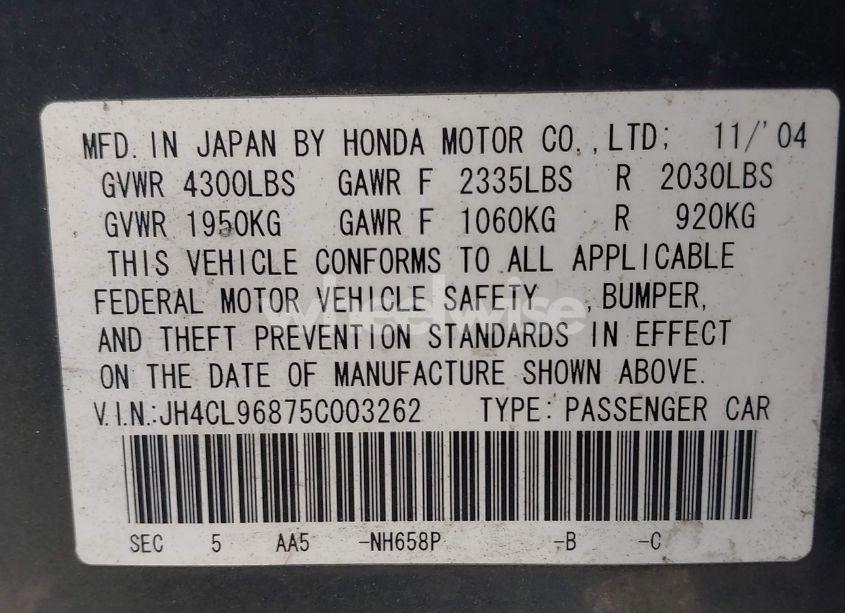 MFD. IN JAPAN BY HONDA MOTOR CO., LTD; 11/'04
GVWR 4300LBS GAWR F 2335LBS R 2030LBS
GVWR 1950KG GAWR F 1060KG R 920KG
THIS VEHICLE CONFORMS TO ALL APPLICABLE
FEDERAL MOTOR VEHICLE SAFETY , BUMPER,
wheelwise
AND THEFT PREVENTION STANDARDS IN EFFECT
ON THE DATE OF MANUFACTURE SHOWN ABOVE.
V.I.N.:JH4CL96875C003262 TYPE: PASSENGER CAR
SEC 5 AA5 -NH658P -B -C